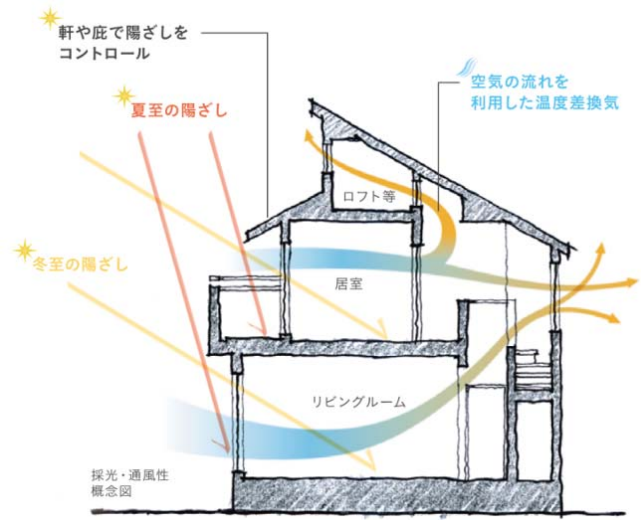 軒や庇で陽ざしを
コントロール
空気の流れを
利用した温度差換気
夏至の陽ざし
ロフト等
冬至の陽ざし
居室
リビングルーム
採光・通風性
概念図